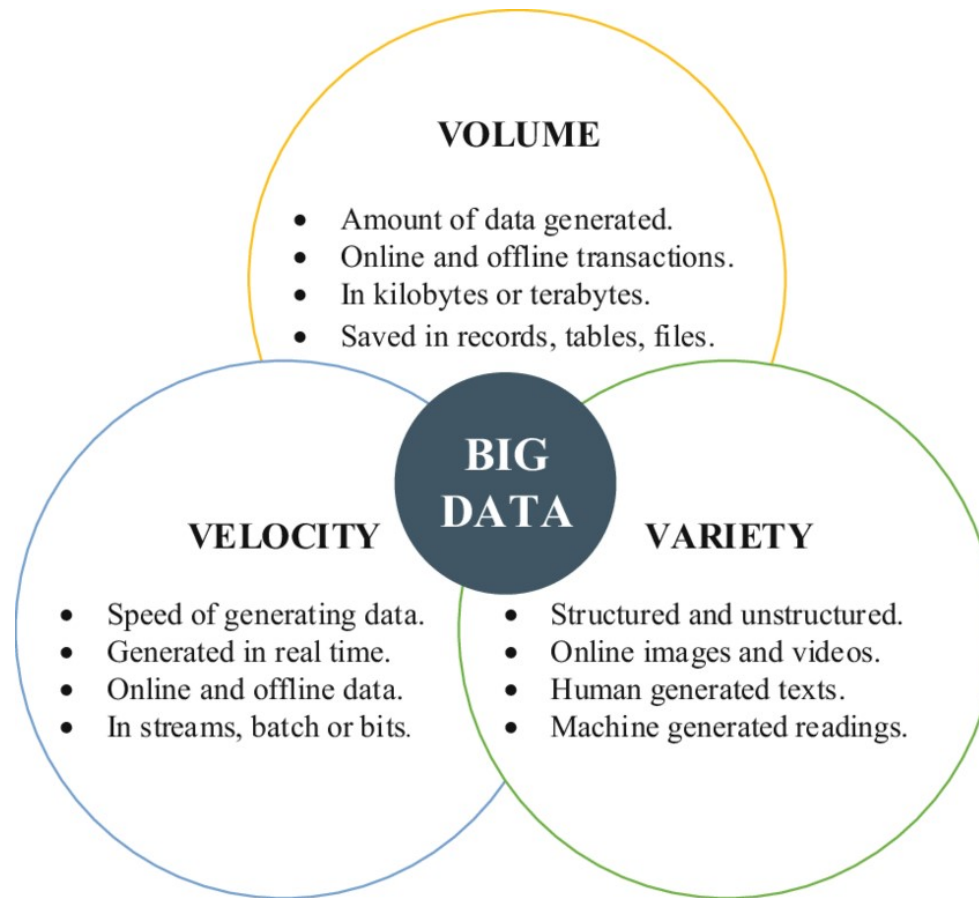 VOLUME
• Amount of data generated.
• Online and offline transactions.
• In kilobytes or terabytes.
• Saved in records, tables, files.
BIG
DATA
VELOCITY
• Speed of generating data.
• Generated in real time.
• Online and offline data.
• In streams, batch or bits.
VARIETY
• Structured and unstructured.
• Online images and videos.
• Human generated texts.
• Machine generated readings.